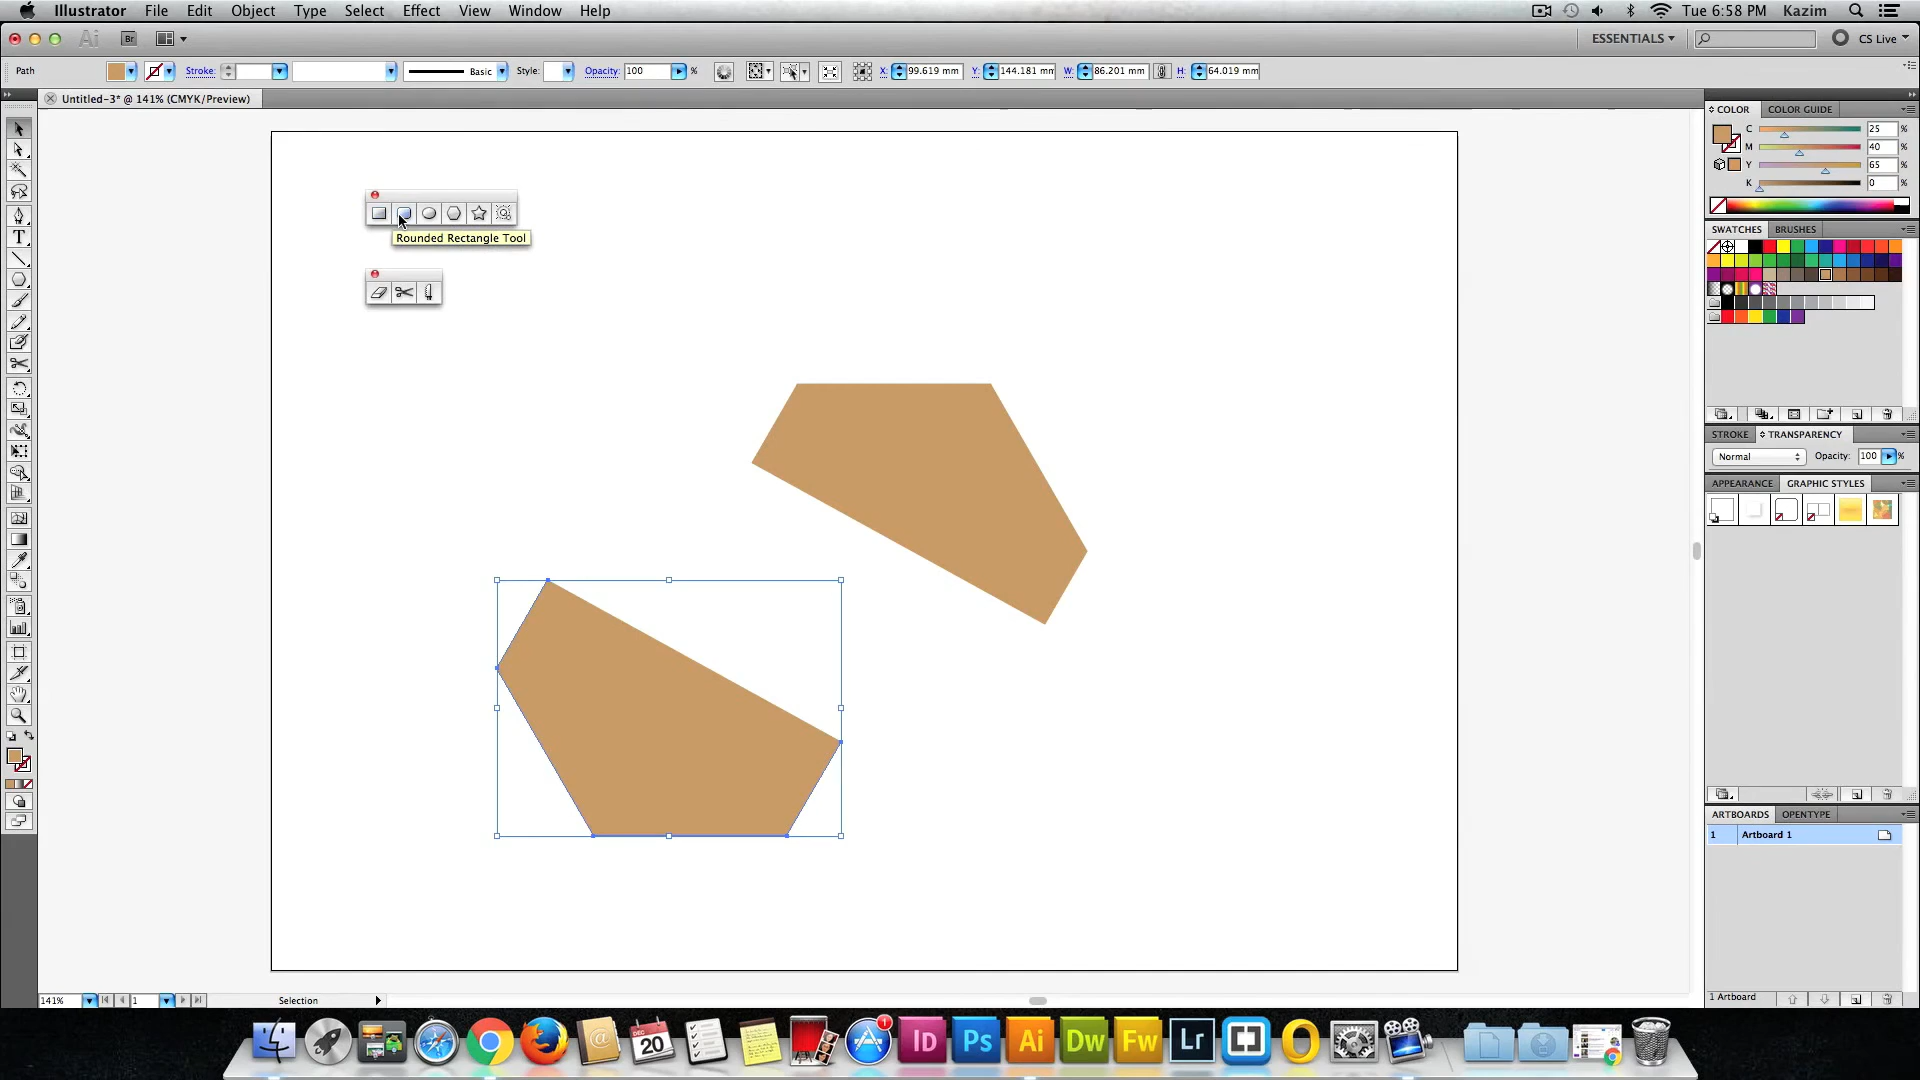 Illustrator File Edit Object Type Select Effect View Window Help
Tue 6:58 PM Kazim
Ai Br ESSENTIALS CS Live
Path Stroke: Basic Style: Opacity: 100 % X: 99.619 mm Y: 144.181 mm W: 86.201 mm H: 64.019 mm
Untitled-3* @ 141% (CMYK/Preview)
COLOR COLOR GUIDE
C 25 %
M 40 %
Y 65 %
K 0 %
Rounded Rectangle Tool
SWATCHES BRUSHES
STROKE TRANSPARENCY
Normal Opacity: 100 %
APPEARANCE GRAPHIC STYLES
ARTBOARDS OPENTYPE
1 Artboard 1
1 Artboard
141% 1 Selection
DEC
20
1
Id Ps Ai Dw Fw Lr
T
@